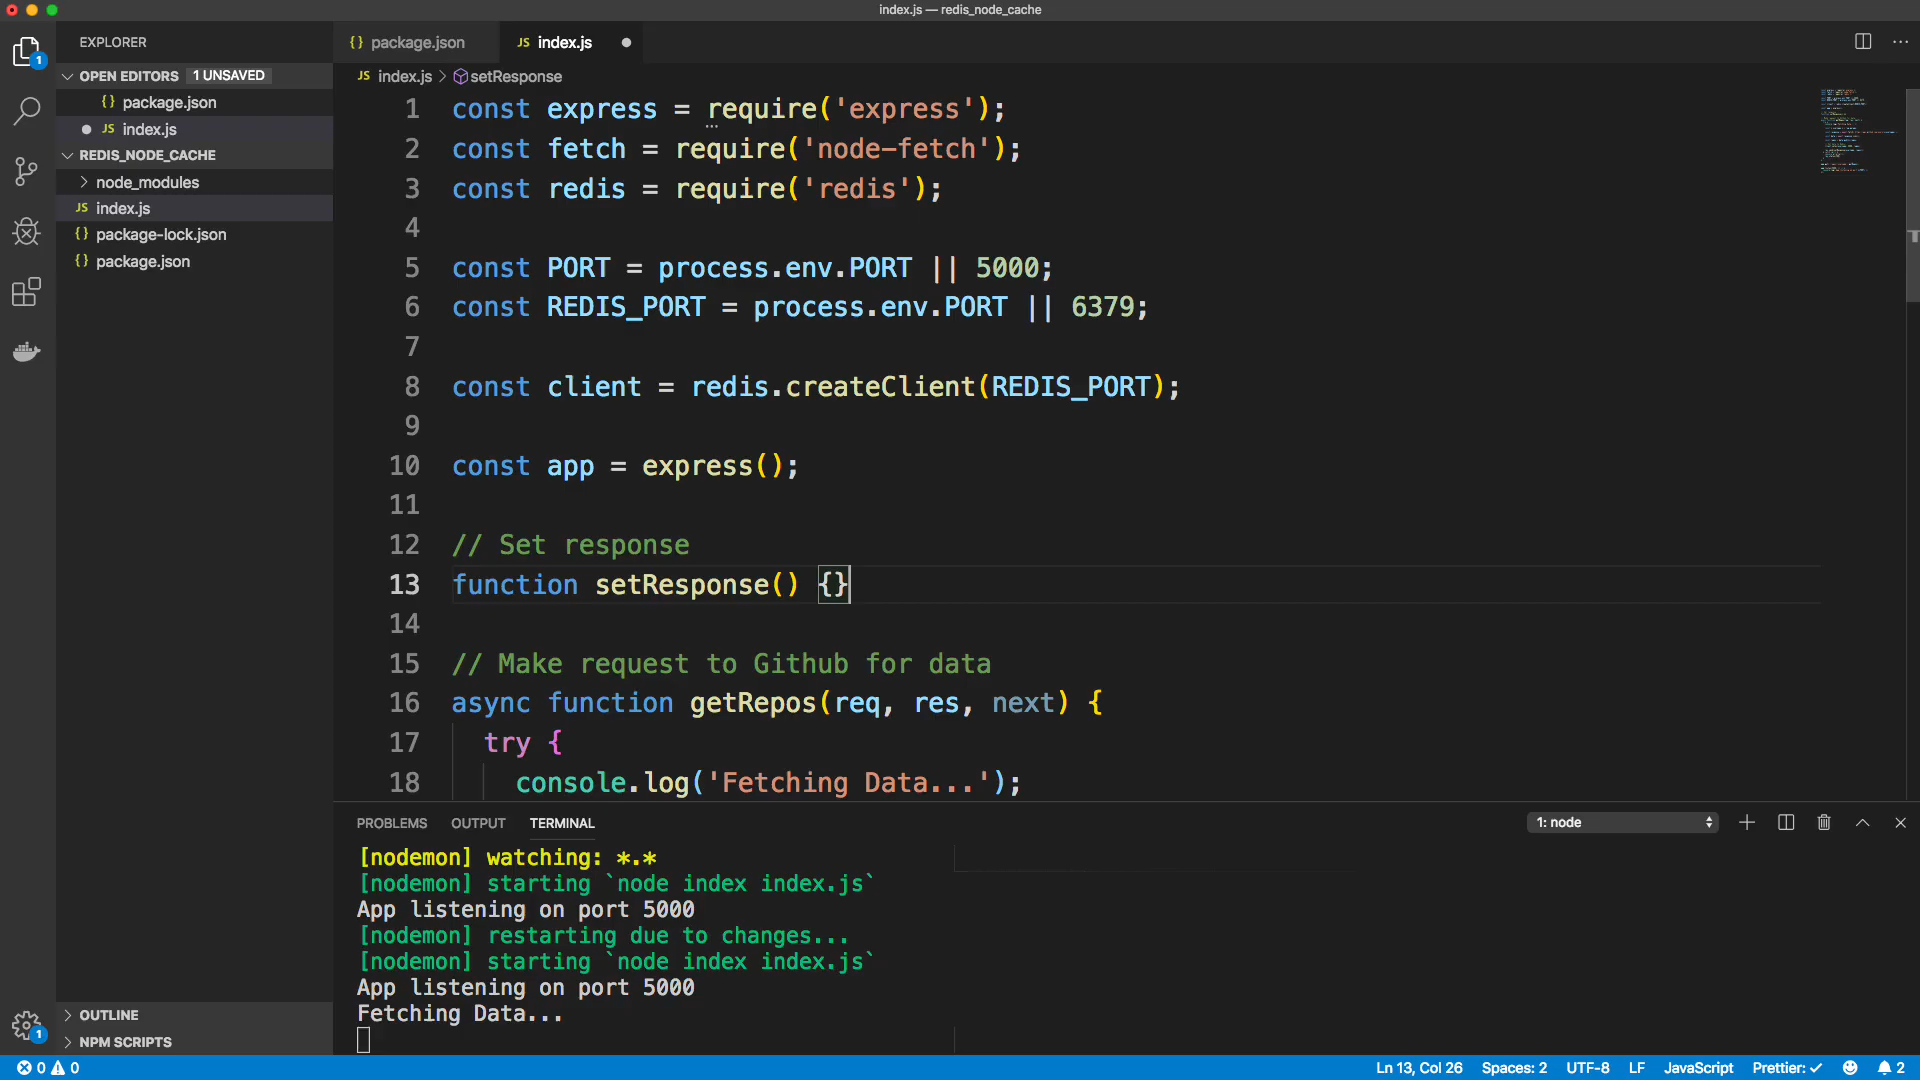 index.js — redis_node_cache
EXPLORER
OPEN EDITORS 1 UNSAVED
{} package.json
JS index.js
REDIS_NODE_CACHE
node_modules
JS index.js
{} package-lock.json
{} package.json
OUTLINE
NPM SCRIPTS
{} package.json
JS index.js
JS index.js > setResponse
1 const express = require('express');
2 const fetch = require('node-fetch');
3 const redis = require('redis');
4
5 const PORT = process.env.PORT || 5000;
6 const REDIS_PORT = process.env.PORT || 6379;
7
8 const client = redis.createClient(REDIS_PORT);
9
10 const app = express();
11
12 // Set response
13 function setResponse() {}
14
15 // Make request to Github for data
16 async function getRepos(req, res, next) {
17 try {
18 console.log('Fetching Data...');
PROBLEMS OUTPUT TERMINAL
1: node
[nodemon] watching: *.*
[nodemon] starting `node index index.js`
App listening on port 5000
[nodemon] restarting due to changes...
[nodemon] starting `node index index.js`
App listening on port 5000
Fetching Data...
1
1
0 0
Ln 13, Col 26 Spaces: 2 UTF-8 LF JavaScript Prettier: ✓ 2